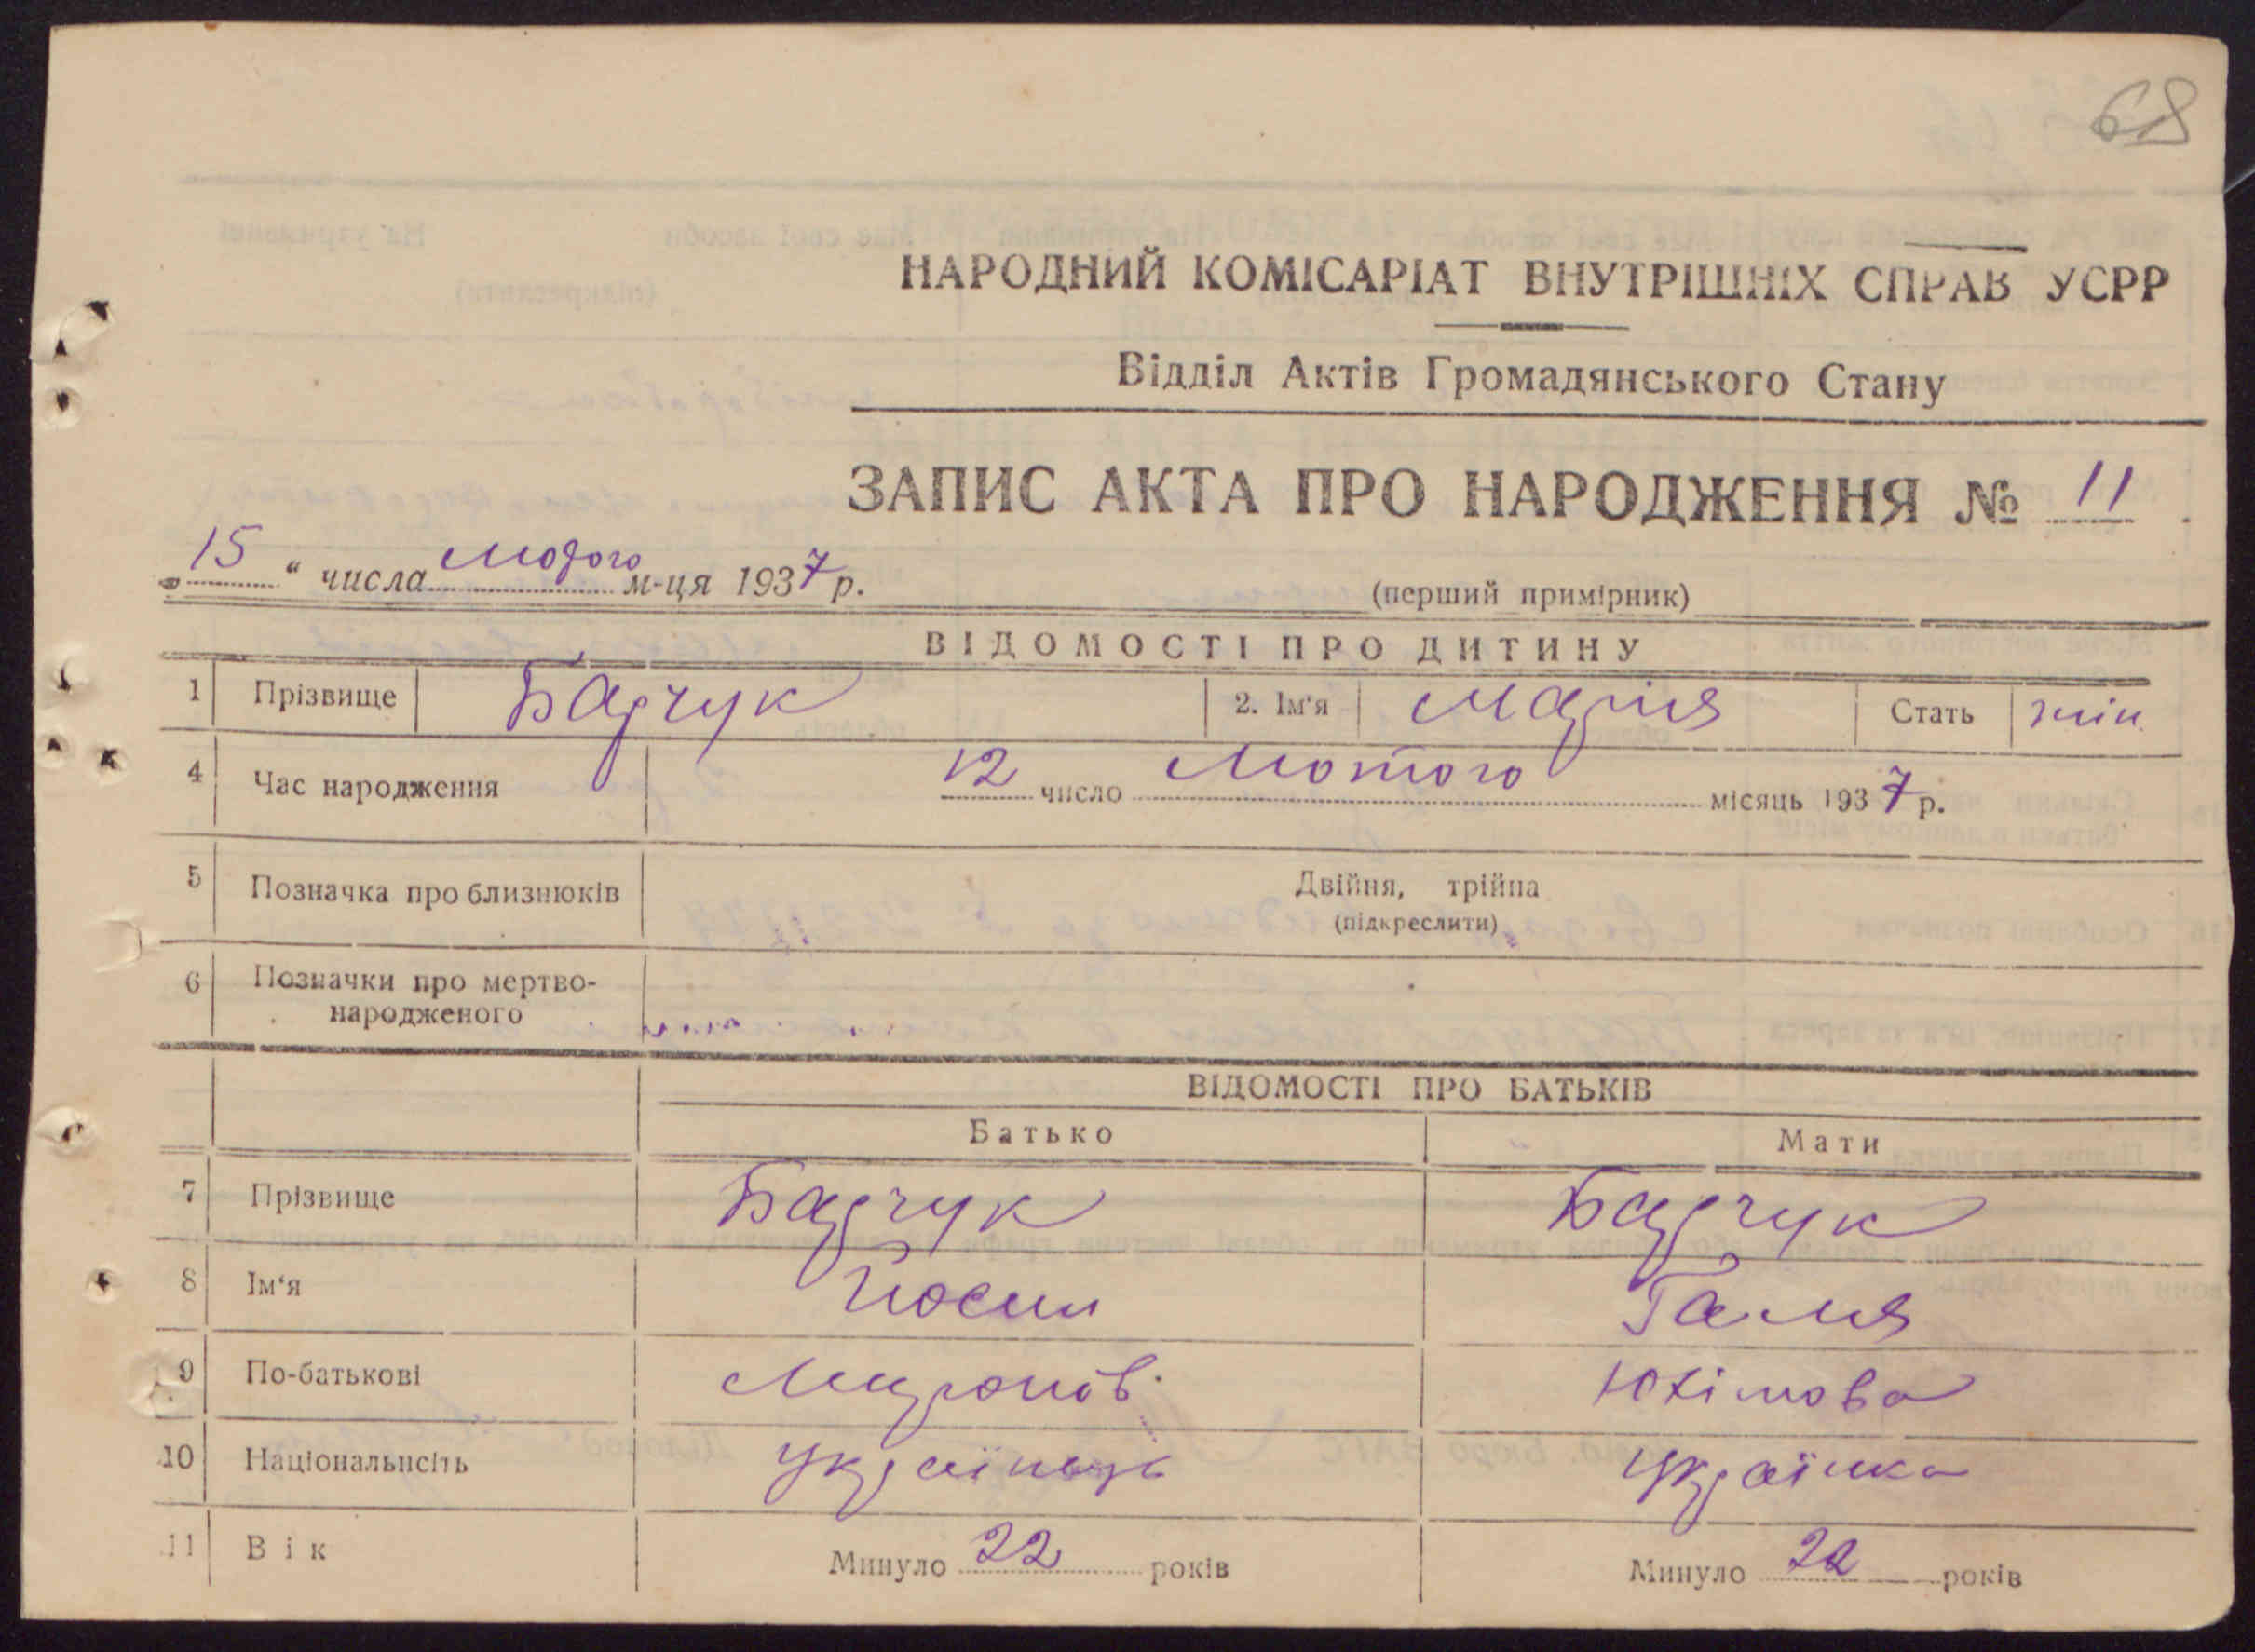 68
НАРОДНИЙ КОМІСАРІАТ ВНУТРІШНІХ СПРАВ УСРР
Відділ Актів Громадянського Стану
ЗАПИС АКТА ПРО НАРОДЖЕННЯ № 11
„15“ числа лютого м-ця 1937 р.
(перший примірник)
ВІДОМОСТІ ПРО ДИТИНУ
1 Прізвище Барчук 2. Ім'я Марія Стать жін.
4 Час народження 12 число Лютого місяць 1937 р.
5 Позначка про близнюків Двійня, трійна
(підкреслити)
6 Позначки про мертво-
народженого
ВІДОМОСТІ ПРО БАТЬКІВ
Батько Мати
7 Прізвище Барчук Барчук
8 Ім'я Йосип Галя
9 По-батькові Миронов. Юхімова
10 Національнсіть Українець Українка
11 Вік Минуло 22 років Минуло 22 років